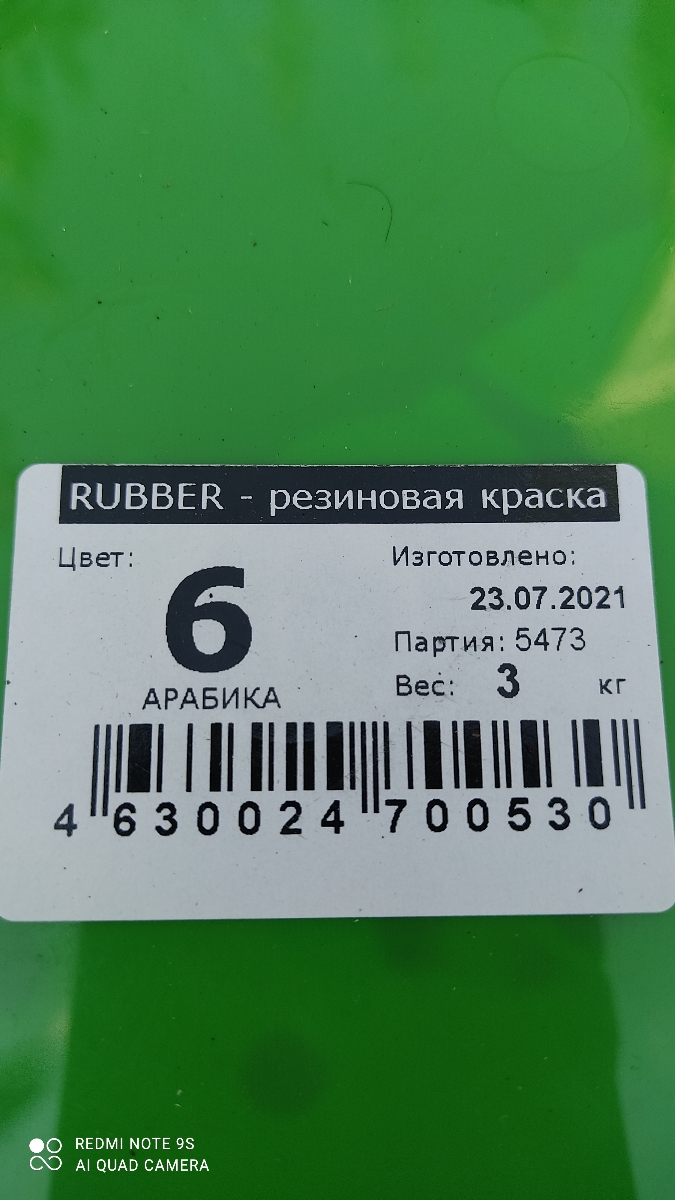 RUBBER - резиновая краска
Цвет:
6
АРАБИКА
Изготовлено:
23.07.2021
Партия: 5473
Вес: 3 кг
4 630024 700530
REDMI NOTE 9S
AI QUAD CAMERA